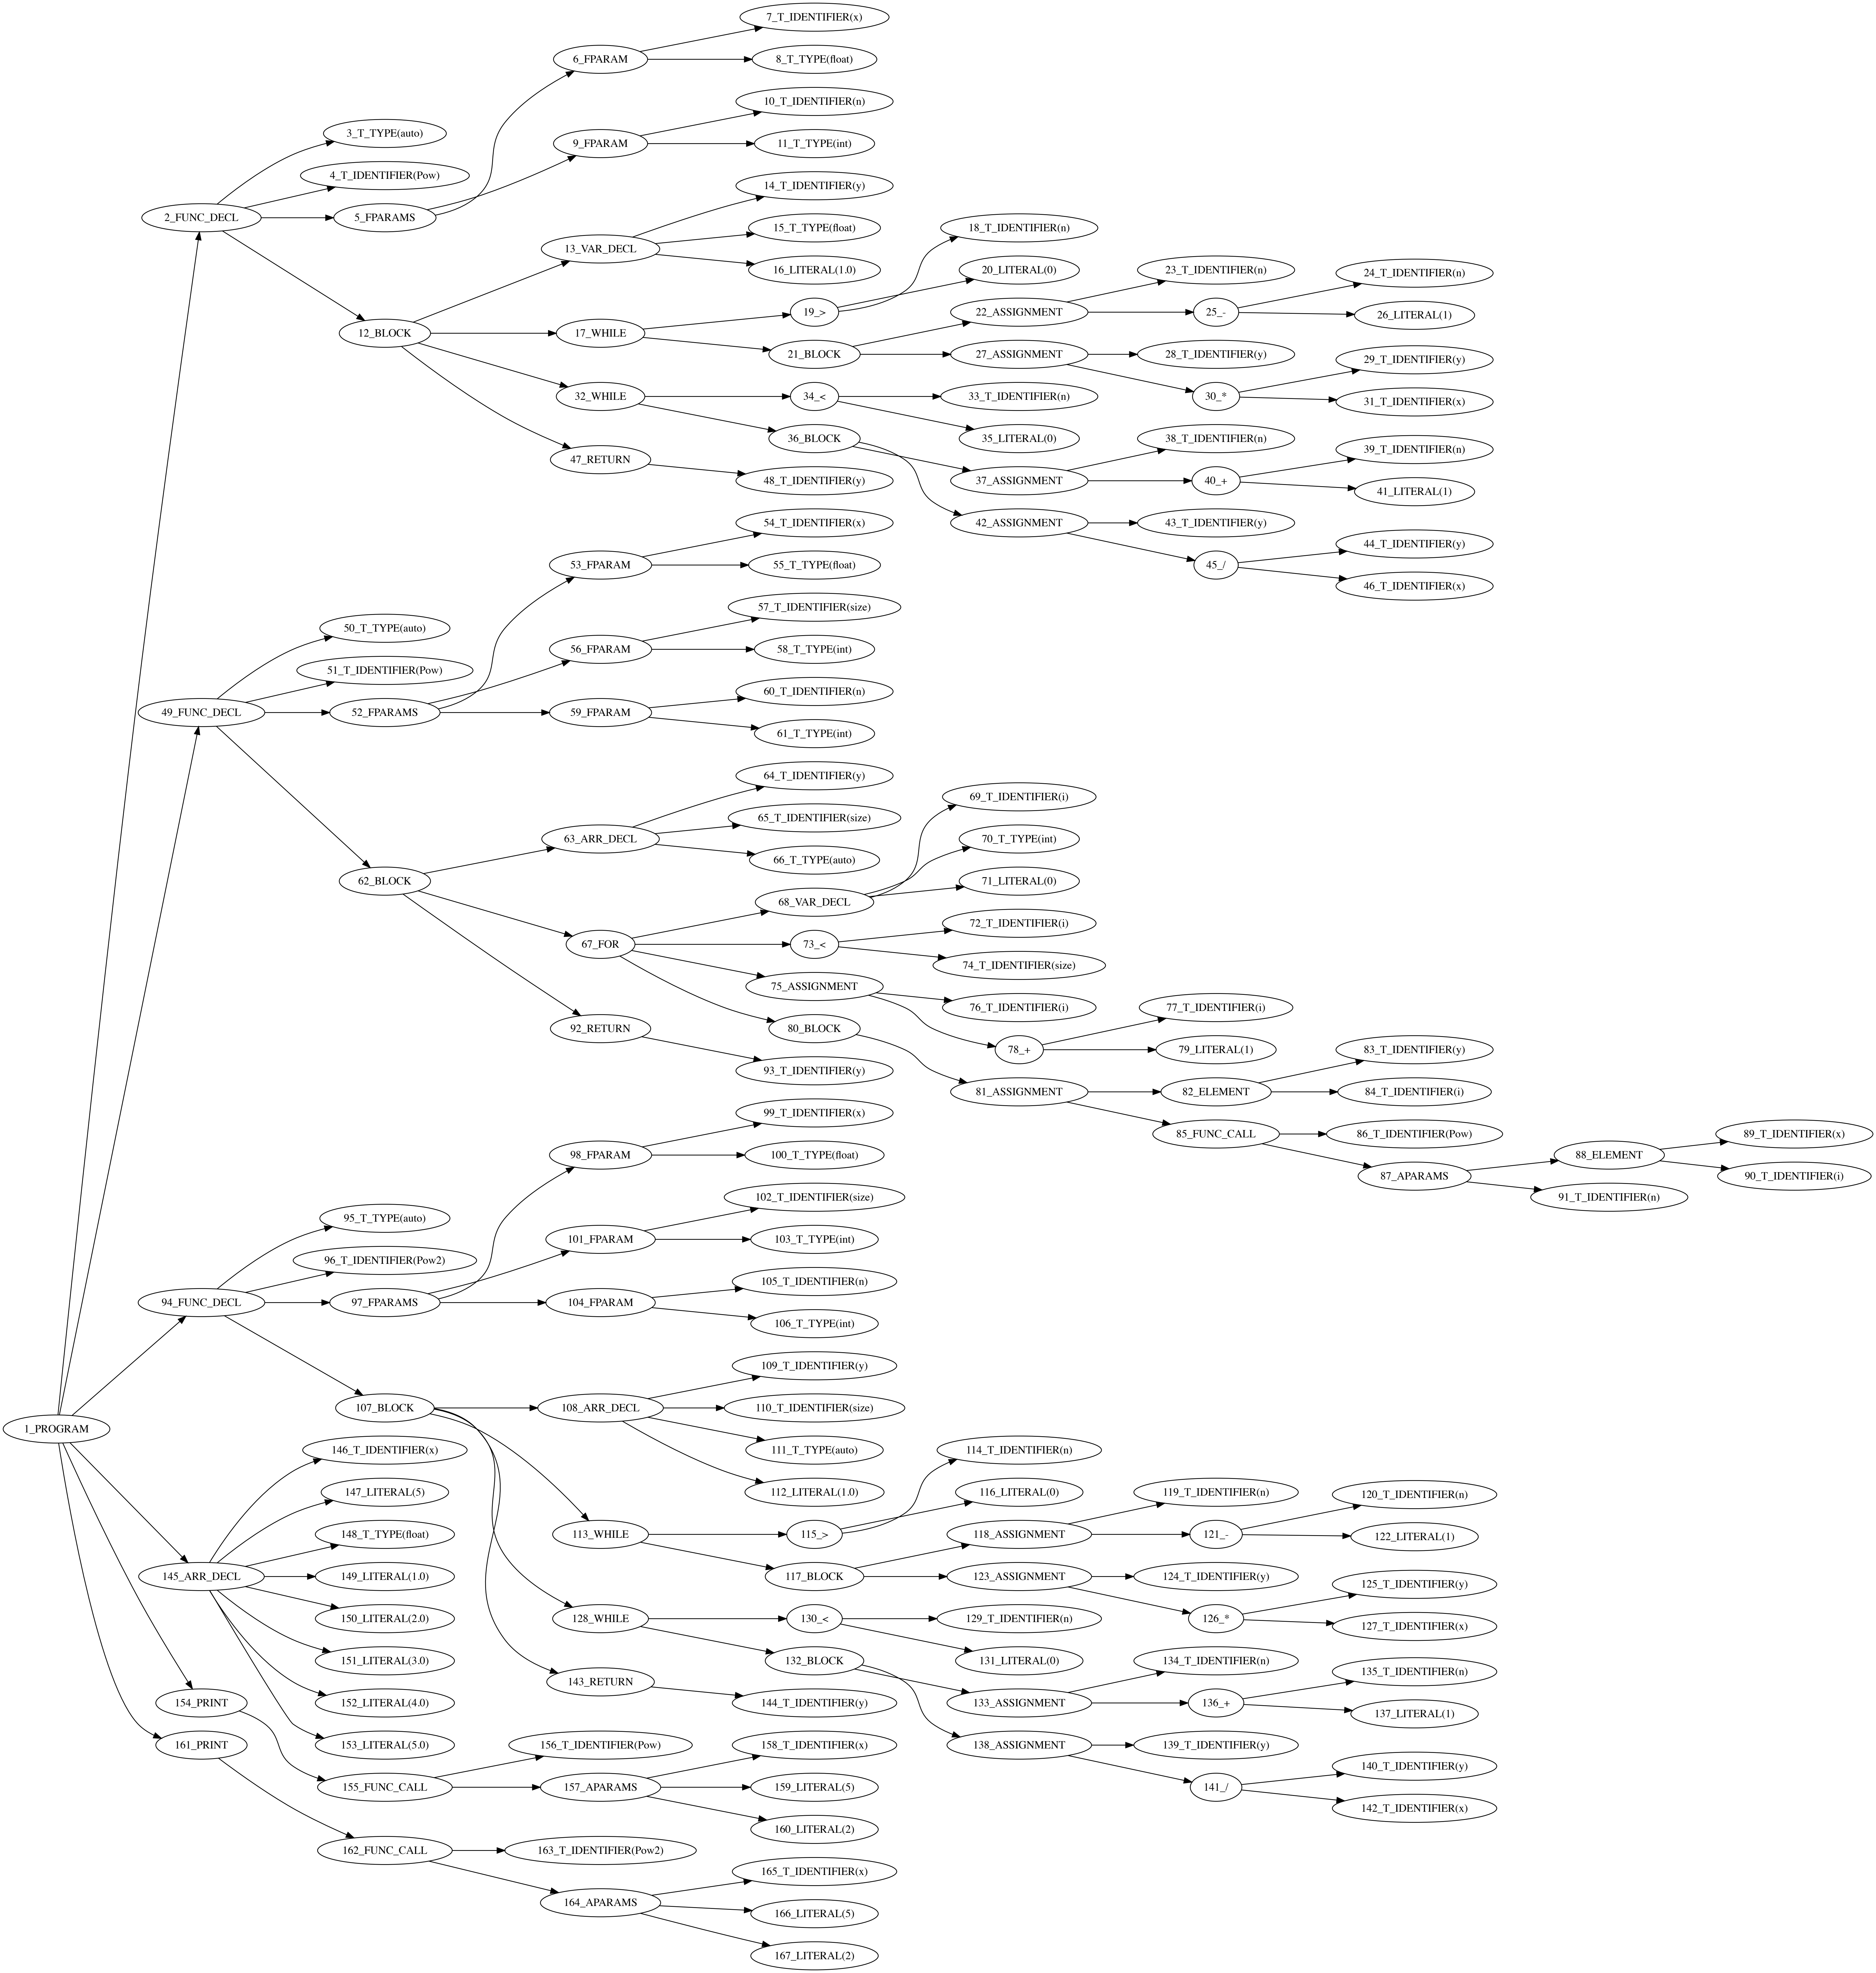 1_PROGRAM
2_FUNC_DECL
3_T_TYPE(auto)
4_T_IDENTIFIER(Pow)
5_FPARAMS
6_FPARAM
7_T_IDENTIFIER(x)
8_T_TYPE(float)
9_FPARAM
10_T_IDENTIFIER(n)
11_T_TYPE(int)
12_BLOCK
13_VAR_DECL
14_T_IDENTIFIER(y)
15_T_TYPE(float)
16_LITERAL(1.0)
17_WHILE
18_T_IDENTIFIER(n)
19_>
20_LITERAL(0)
21_BLOCK
22_ASSIGNMENT
23_T_IDENTIFIER(n)
24_T_IDENTIFIER(n)
25_-
26_LITERAL(1)
27_ASSIGNMENT
28_T_IDENTIFIER(y)
29_T_IDENTIFIER(y)
30_*
31_T_IDENTIFIER(x)
32_WHILE
33_T_IDENTIFIER(n)
34_<
35_LITERAL(0)
36_BLOCK
37_ASSIGNMENT
38_T_IDENTIFIER(n)
39_T_IDENTIFIER(n)
40_+
41_LITERAL(1)
42_ASSIGNMENT
43_T_IDENTIFIER(y)
44_T_IDENTIFIER(y)
45_/
46_T_IDENTIFIER(x)
47_RETURN
48_T_IDENTIFIER(y)
49_FUNC_DECL
50_T_TYPE(auto)
51_T_IDENTIFIER(Pow)
52_FPARAMS
53_FPARAM
54_T_IDENTIFIER(x)
55_T_TYPE(float)
56_FPARAM
57_T_IDENTIFIER(size)
58_T_TYPE(int)
59_FPARAM
60_T_IDENTIFIER(n)
61_T_TYPE(int)
62_BLOCK
63_ARR_DECL
64_T_IDENTIFIER(y)
65_T_IDENTIFIER(size)
66_T_TYPE(auto)
67_FOR
68_VAR_DECL
69_T_IDENTIFIER(i)
70_T_TYPE(int)
71_LITERAL(0)
72_T_IDENTIFIER(i)
73_<
74_T_IDENTIFIER(size)
75_ASSIGNMENT
76_T_IDENTIFIER(i)
77_T_IDENTIFIER(i)
78_+
79_LITERAL(1)
80_BLOCK
81_ASSIGNMENT
82_ELEMENT
83_T_IDENTIFIER(y)
84_T_IDENTIFIER(i)
85_FUNC_CALL
86_T_IDENTIFIER(Pow)
87_APARAMS
88_ELEMENT
89_T_IDENTIFIER(x)
90_T_IDENTIFIER(i)
91_T_IDENTIFIER(n)
92_RETURN
93_T_IDENTIFIER(y)
94_FUNC_DECL
95_T_TYPE(auto)
96_T_IDENTIFIER(Pow2)
97_FPARAMS
98_FPARAM
99_T_IDENTIFIER(x)
100_T_TYPE(float)
101_FPARAM
102_T_IDENTIFIER(size)
103_T_TYPE(int)
104_FPARAM
105_T_IDENTIFIER(n)
106_T_TYPE(int)
107_BLOCK
108_ARR_DECL
109_T_IDENTIFIER(y)
110_T_IDENTIFIER(size)
111_T_TYPE(auto)
112_LITERAL(1.0)
113_WHILE
114_T_IDENTIFIER(n)
115_>
116_LITERAL(0)
117_BLOCK
118_ASSIGNMENT
119_T_IDENTIFIER(n)
120_T_IDENTIFIER(n)
121_-
122_LITERAL(1)
123_ASSIGNMENT
124_T_IDENTIFIER(y)
125_T_IDENTIFIER(y)
126_*
127_T_IDENTIFIER(x)
128_WHILE
129_T_IDENTIFIER(n)
130_<
131_LITERAL(0)
132_BLOCK
133_ASSIGNMENT
134_T_IDENTIFIER(n)
135_T_IDENTIFIER(n)
136_+
137_LITERAL(1)
138_ASSIGNMENT
139_T_IDENTIFIER(y)
140_T_IDENTIFIER(y)
141_/
142_T_IDENTIFIER(x)
143_RETURN
144_T_IDENTIFIER(y)
145_ARR_DECL
146_T_IDENTIFIER(x)
147_LITERAL(5)
148_T_TYPE(float)
149_LITERAL(1.0)
150_LITERAL(2.0)
151_LITERAL(3.0)
152_LITERAL(4.0)
153_LITERAL(5.0)
154_PRINT
155_FUNC_CALL
156_T_IDENTIFIER(Pow)
157_APARAMS
158_T_IDENTIFIER(x)
159_LITERAL(5)
160_LITERAL(2)
161_PRINT
162_FUNC_CALL
163_T_IDENTIFIER(Pow2)
164_APARAMS
165_T_IDENTIFIER(x)
166_LITERAL(5)
167_LITERAL(2)